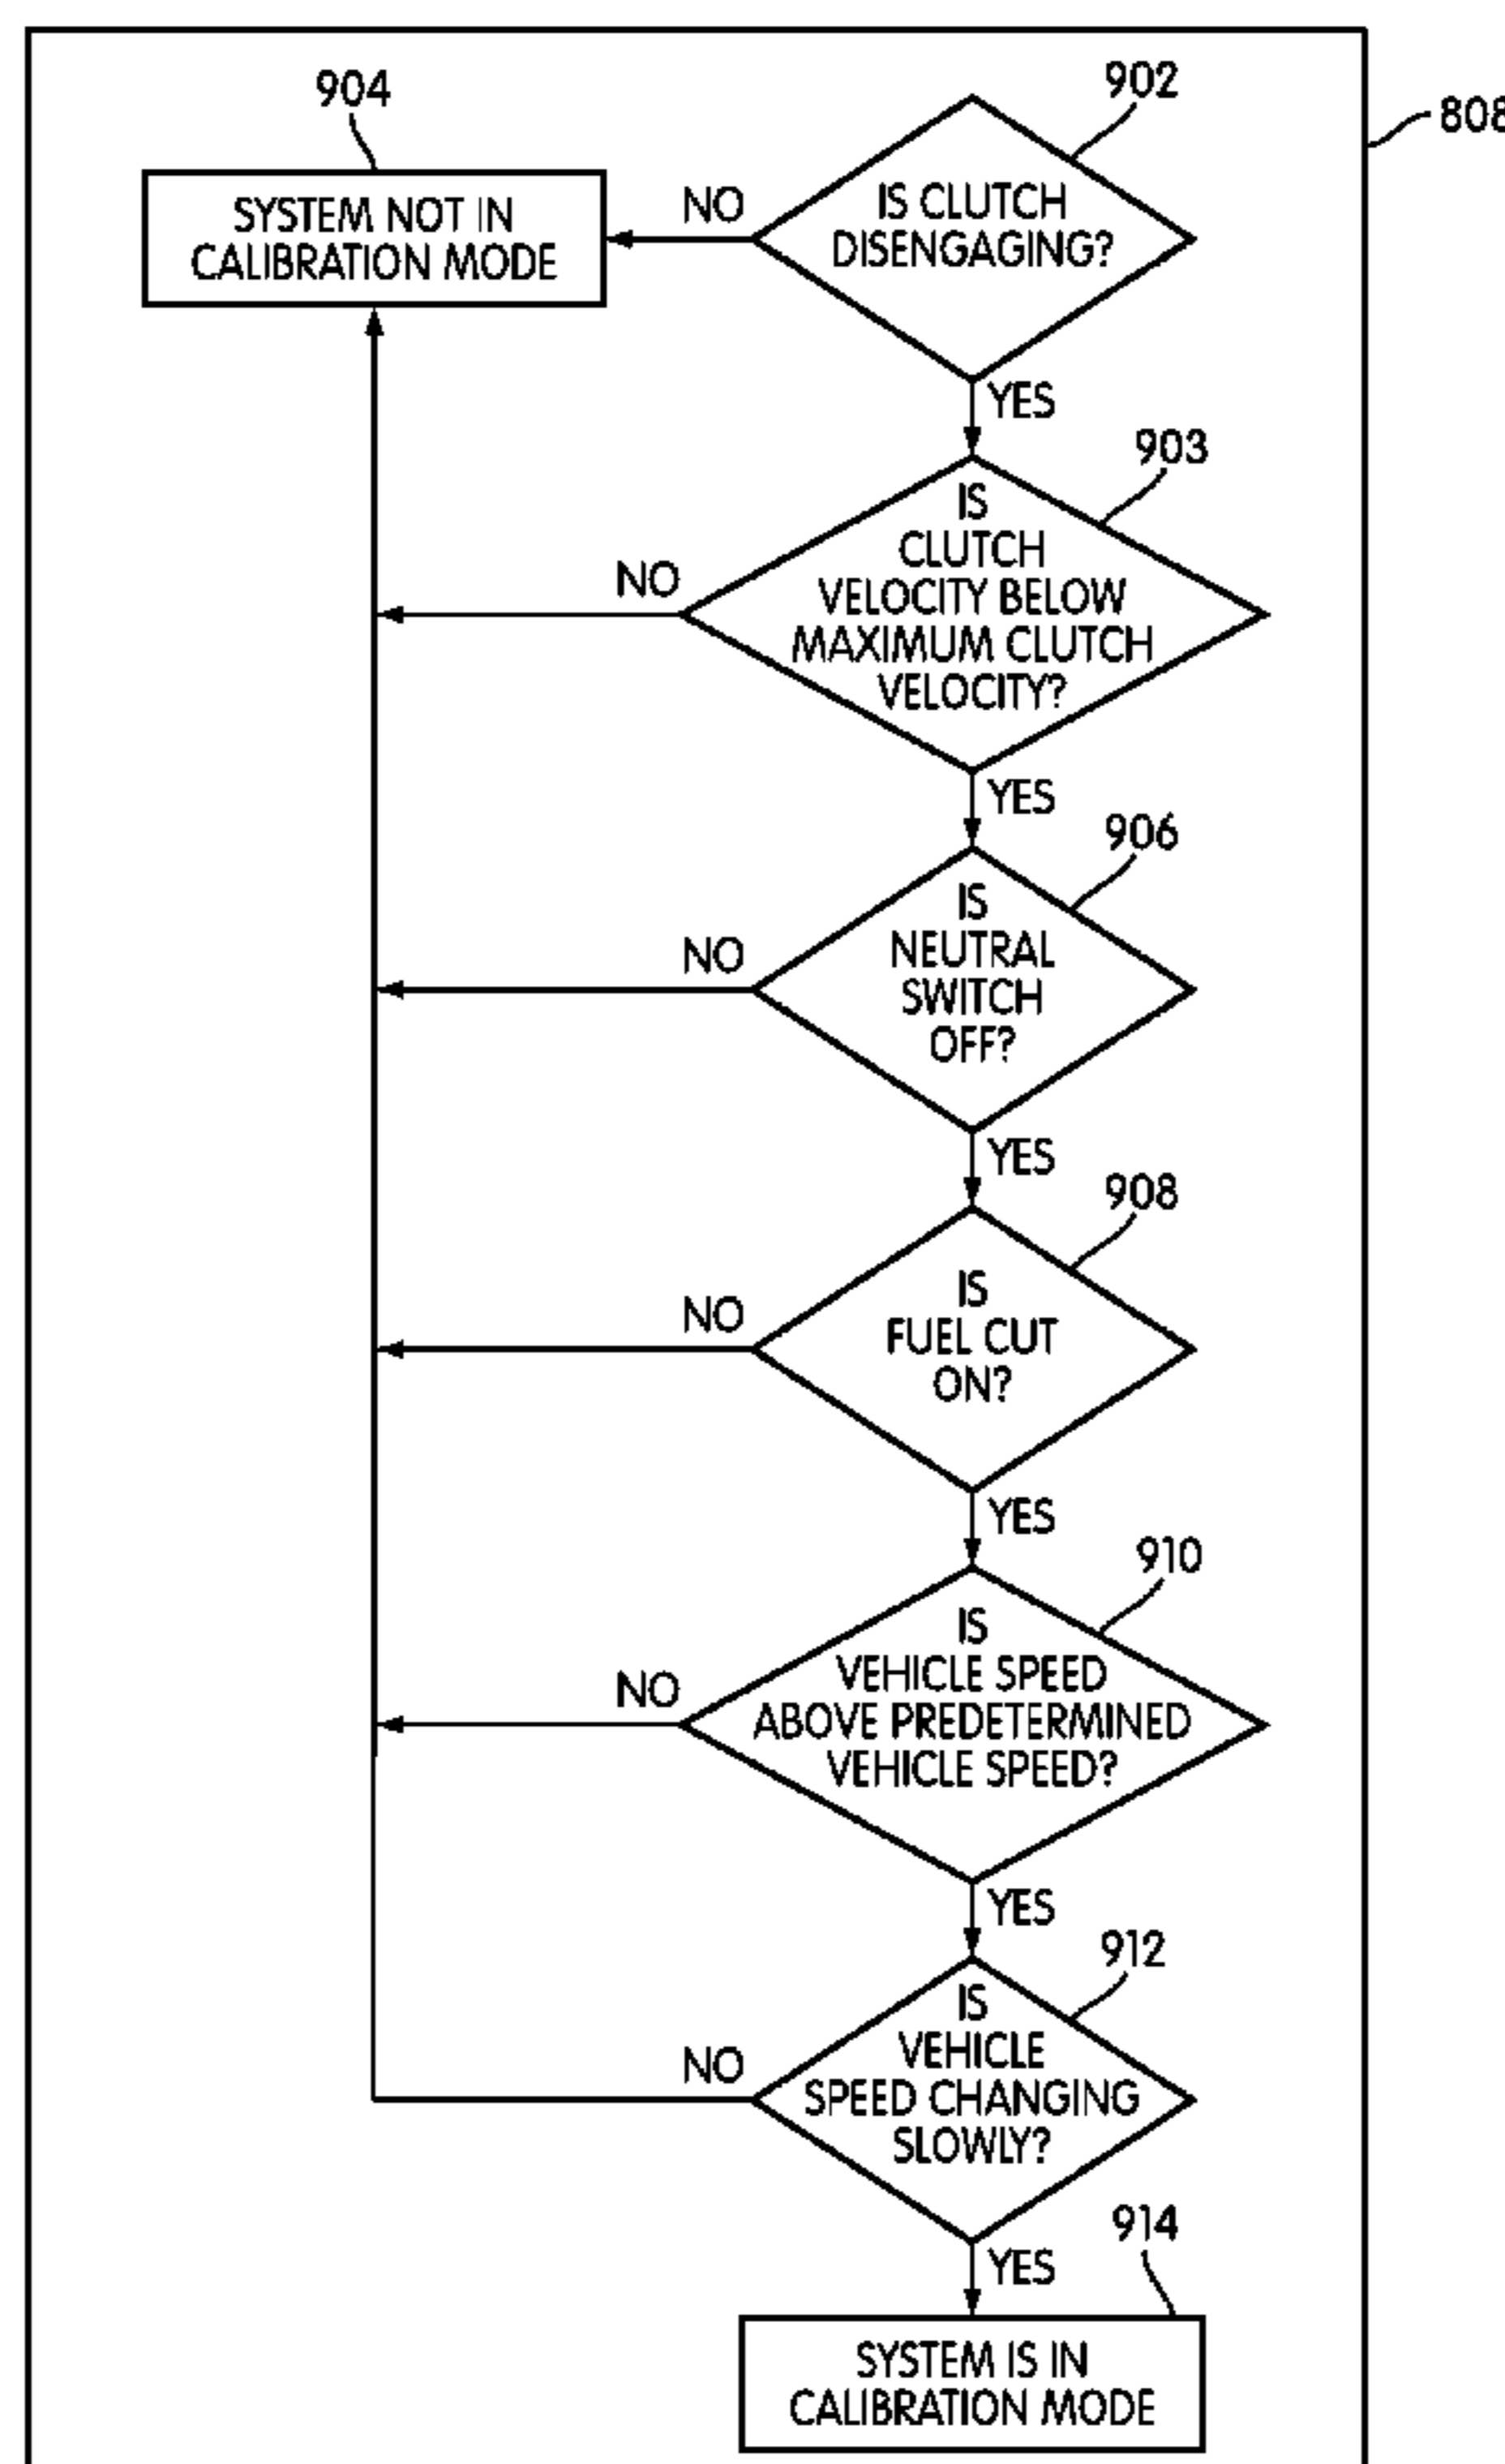 904
902
808
SYSTEM NOT IN
CALIBRATION MODE
NO
IS CLUTCH
DISENGAGING?
YES
903
IS
CLUTCH
VELOCITY BELOW
MAXIMUM CLUTCH
VELOCITY?
NO
YES
906
IS
NEUTRAL
SWITCH
OFF?
NO
YES
908
IS
FUEL CUT
ON?
NO
YES
910
IS
VEHICLE SPEED
ABOVE PREDETERMINED
VEHICLE SPEED?
NO
YES
912
IS
VEHICLE
SPEED CHANGING
SLOWLY?
NO
YES
914
SYSTEM IS IN
CALIBRATION MODE